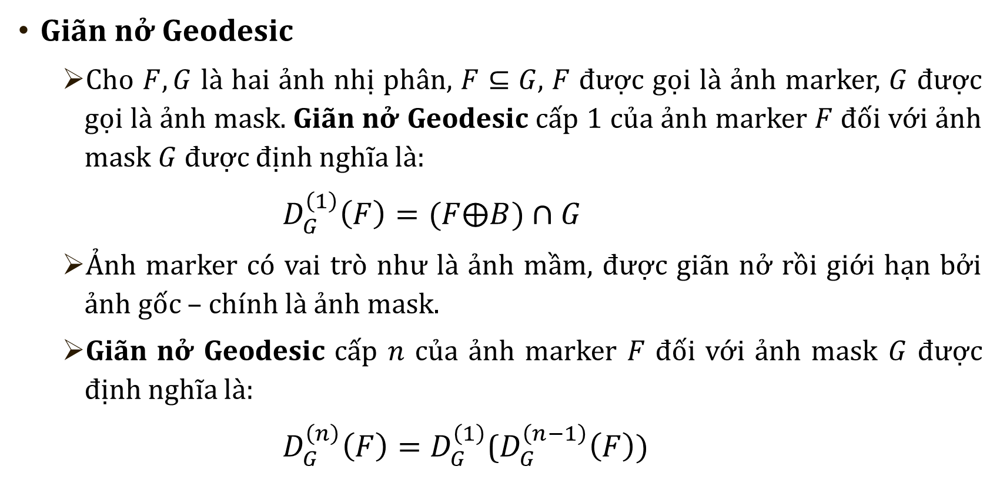 • Giãn nở Geodesic
➢Cho F, G là hai ảnh nhị phân, F ⊆ G, F được gọi là ảnh marker, G được
gọi là ảnh mask. Giãn nở Geodesic cấp 1 của ảnh marker F đối với ảnh
mask G được định nghĩa là:
D_G^{(1)}(F) = (F⊕B) ∩ G
➢Ảnh marker có vai trò như là ảnh mầm, được giãn nở rồi giới hạn bởi
ảnh gốc – chính là ảnh mask.
➢Giãn nở Geodesic cấp n của ảnh marker F đối với ảnh mask G được
định nghĩa là:
D_G^{(n)}(F) = D_G^{(1)}(D_G^{(n−1)}(F))